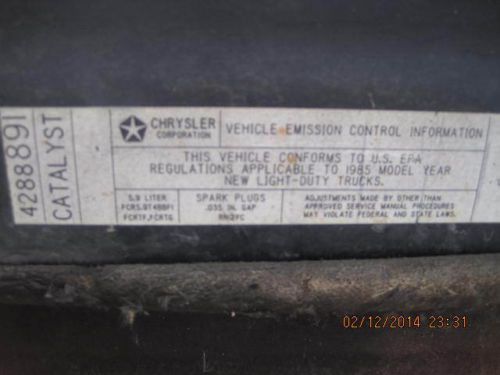 4288891
CATALYST
CHRYSLER
CORPORATION
VEHICLE EMISSION CONTROL INFORMATION
THIS VEHICLE CONFORMS TO U.S. EPA
REGULATIONS APPLICABLE TO 1985 MODEL YEAR
NEW LIGHT-DUTY TRUCKS.
5.9 LITER
SPARK PLUGS
.035 IN. GAP
ADJUSTMENTS MADE BY OTHER THAN
APPROVED SERVICE MANUAL PROCEDURES
MAY VIOLATE FEDERAL AND STATE LAWS.
02/12/2014 23:31